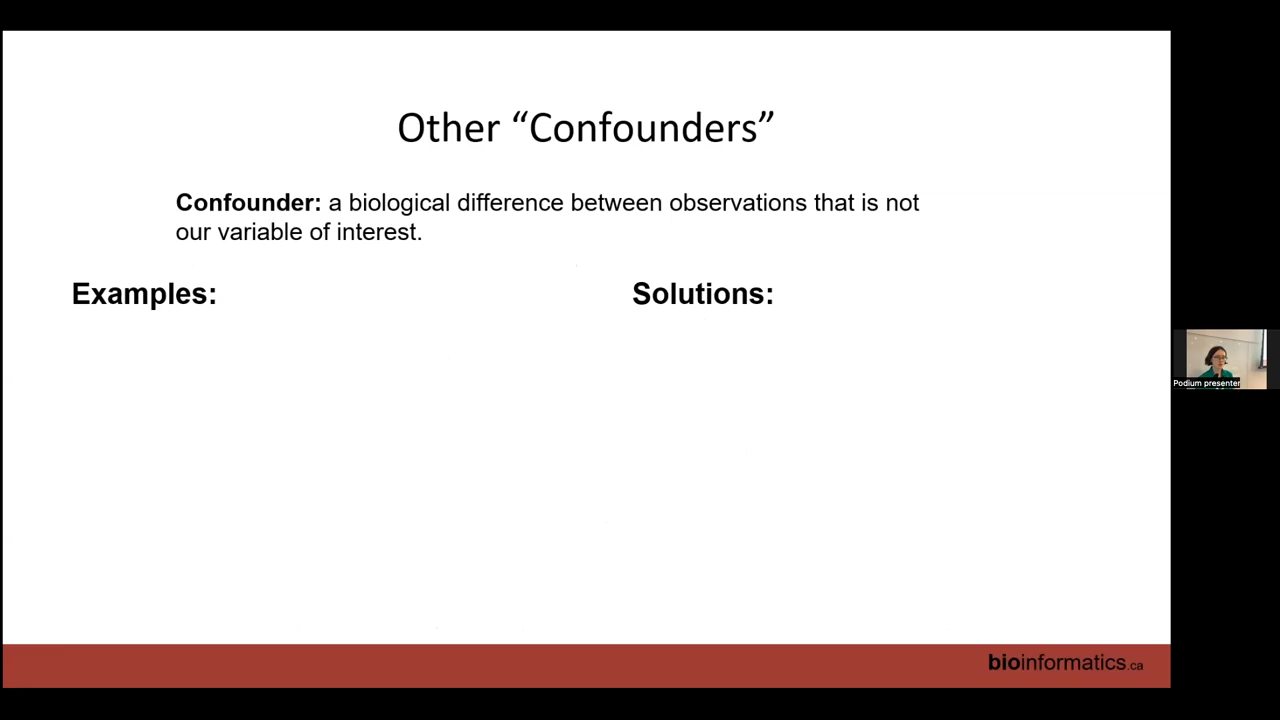 Other “Confounders”
Confounder: a biological difference between observations that is not
our variable of interest.
Examples:
Solutions:
Podium presenter
bioinformatics.ca